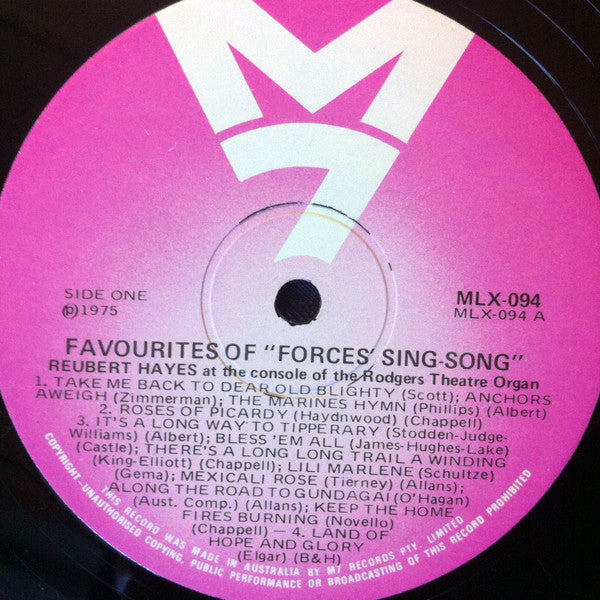 M
7
SIDE ONE
℗1975
MLX-094
MLX-094 A
FAVOURITES OF "FORCES' SING-SONG"
REUBERT HAYES at the console of the Rodgers Theatre Organ
1. TAKE ME BACK TO DEAR OLD BLIGHTY (Scott); ANCHORS
AWEIGH (Zimmerman); THE MARINES HYMN (Phillips) (Albert)
2. ROSES OF PICARDY (Haydnwood) (Chappell)
3. IT'S A LONG WAY TO TIPPERARY (Stodden-Judge-
Williams) (Albert); BLESS 'EM ALL (James-Hughes-Lake)
(Castle); THERE'S A LONG LONG TRAIL A WINDING
(King-Elliott) (Chappell); LILI MARLENE (Schultze)
(Gema); MEXICALI ROSE (Tierney) (Allans);
ALONG THE ROAD TO GUNDAGAI (O'Hagan)
(Aust. Comp.) (Allans); KEEP THE HOME
FIRES BURNING (Novello)
(Chappell) — 4. LAND OF
HOPE AND GLORY
(Elgar) (B&H)
THIS RECORD WAS MADE IN AUSTRALIA BY M7 RECORDS PTY. LIMITED
COPYRIGHT-UNAUTHORISED COPYING, PUBLIC PERFORMANCE OR BROADCASTING OF THIS RECORD PROHIBITED